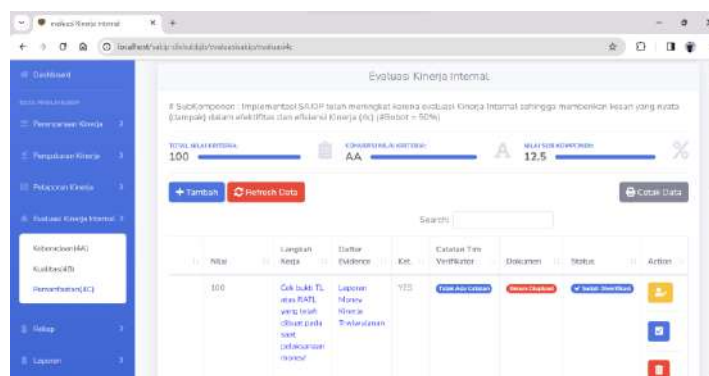 Evaluasi Kinerja Internal
Dashboard
Perencanaan Kinerja
Pengukuran Kinerja
Pelaporan Kinerja
Evaluasi Kinerja Internal
Keberadaan(4A)
Kualitas(4B)
Pemanfaatan(4C)
Rekap
Laporan
Evaluasi Kinerja Internal
# SubKomponen : Implementasi SAKIP telah meningkat karena evaluasi Kinerja Internal sehingga memberikan kesan yang nyata
(dampak) dalam efektifitas dan efisiensi Kinerja (4c) (#Bobot = 50%)
TOTAL NILAI KRITERIA:
100
KONVERSI NILAI KRITERIA:
AA
NILAI SUB KOMPONEN:
12.5
Tambah
Refresh Data
Cetak Data
Search:
Nilai
Langkah Kerja
Daftar Evidence
Ket.
Catatan Tim Verifikator
Dokumen
Status
Action
100
Cek bukti TL
atas RATL
yang telah
dibuat pada
saat
pelaksanaan
monev
Laporan
Monev
Kinerja
Triwulanan
YES
Tidak Ada Catatan
Belum Diupload
Sudah Diverifikasi